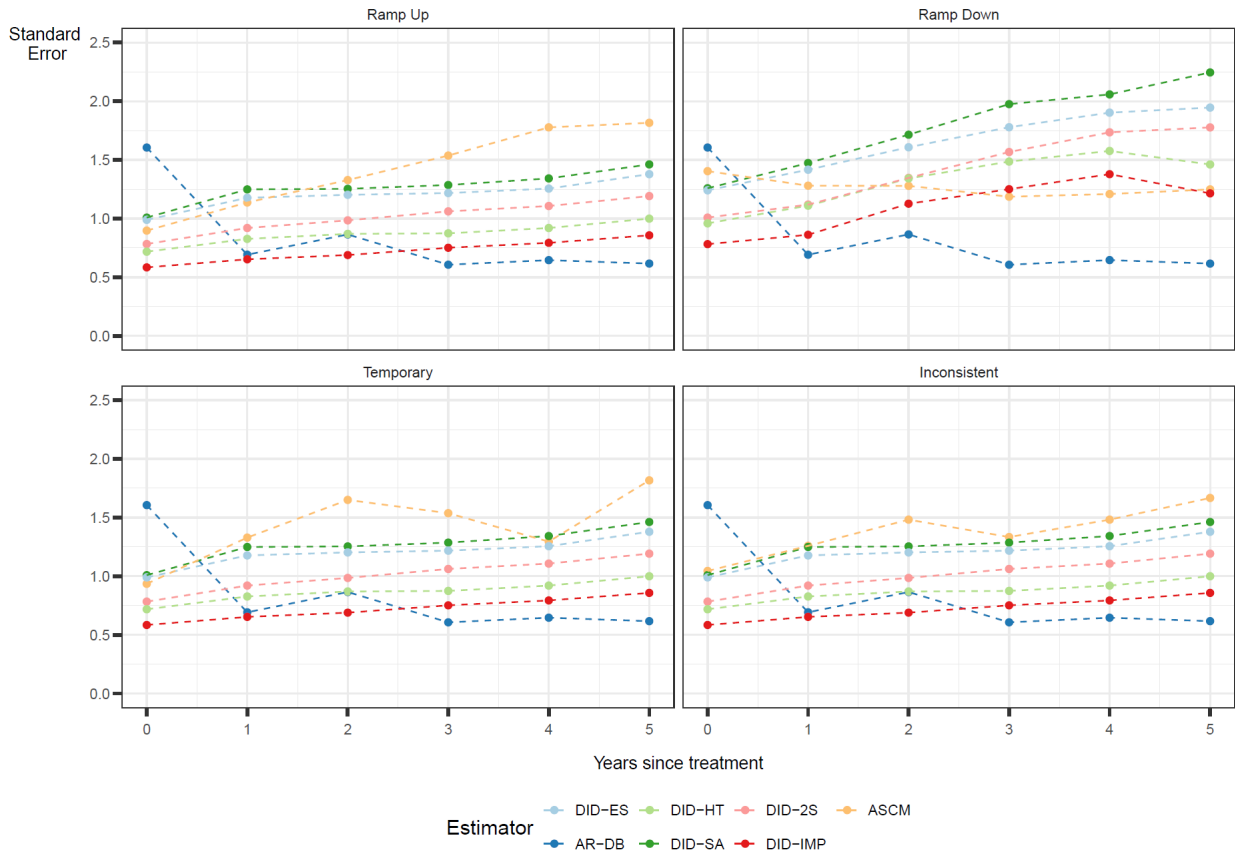 Ramp Up
Ramp Down
Standard
Error
2.5
2.0
1.5
1.0
0.5
0.0
Temporary
Inconsistent
2.5
2.0
1.5
1.0
0.5
0.0
0 1 2 3 4 5
0 1 2 3 4 5
Years since treatment
Estimator
DID−ES DID−HT DID−2S ASCM
AR−DB DID−SA DID−IMP